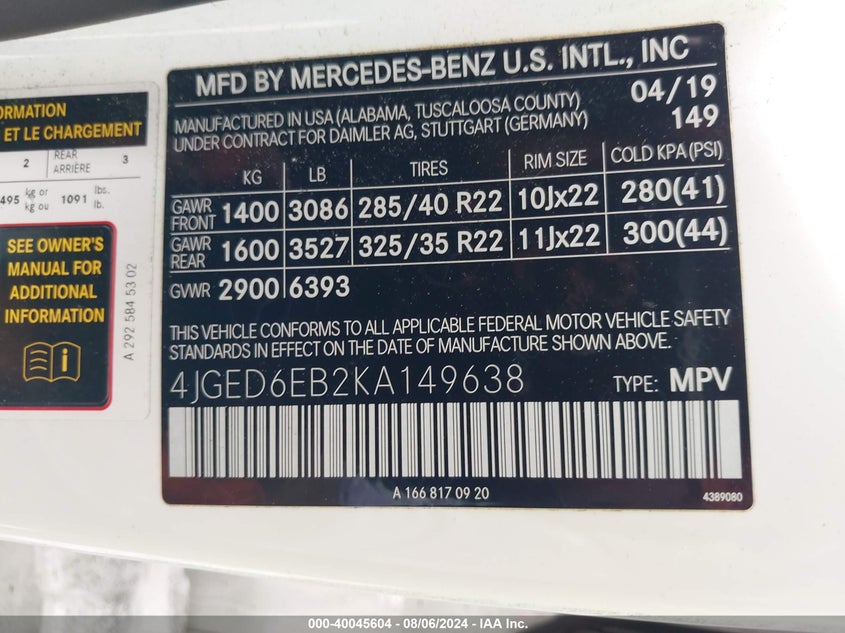 ORMATION
ET LE CHARGEMENT
2 REAR ARRIÈRE 3
495 kg or kg ou 1091 lbs. lb.
SEE OWNER'S
MANUAL FOR
ADDITIONAL
INFORMATION
i
A 292 584 53 02
MFD BY MERCEDES-BENZ U.S. INTL., INC
MANUFACTURED IN USA (ALABAMA, TUSCALOOSA COUNTY) 04/19
UNDER CONTRACT FOR DAIMLER AG, STUTTGART (GERMANY) 149
KG LB TIRES RIM SIZE COLD KPA(PSI)
GAWR FRONT 1400 3086 285/40 R22 10Jx22 280(41)
GAWR REAR 1600 3527 325/35 R22 11Jx22 300(44)
GVWR 2900 6393
THIS VEHICLE CONFORMS TO ALL APPLICABLE FEDERAL MOTOR VEHICLE SAFETY
STANDARDS IN EFFECT ON THE DATE OF MANUFACTURE SHOWN ABOVE.
4JGED6EB2KA149638 TYPE: MPV
A 166 817 09 20
4389080
000-40045604 - 08/06/2024 - IAA Inc.